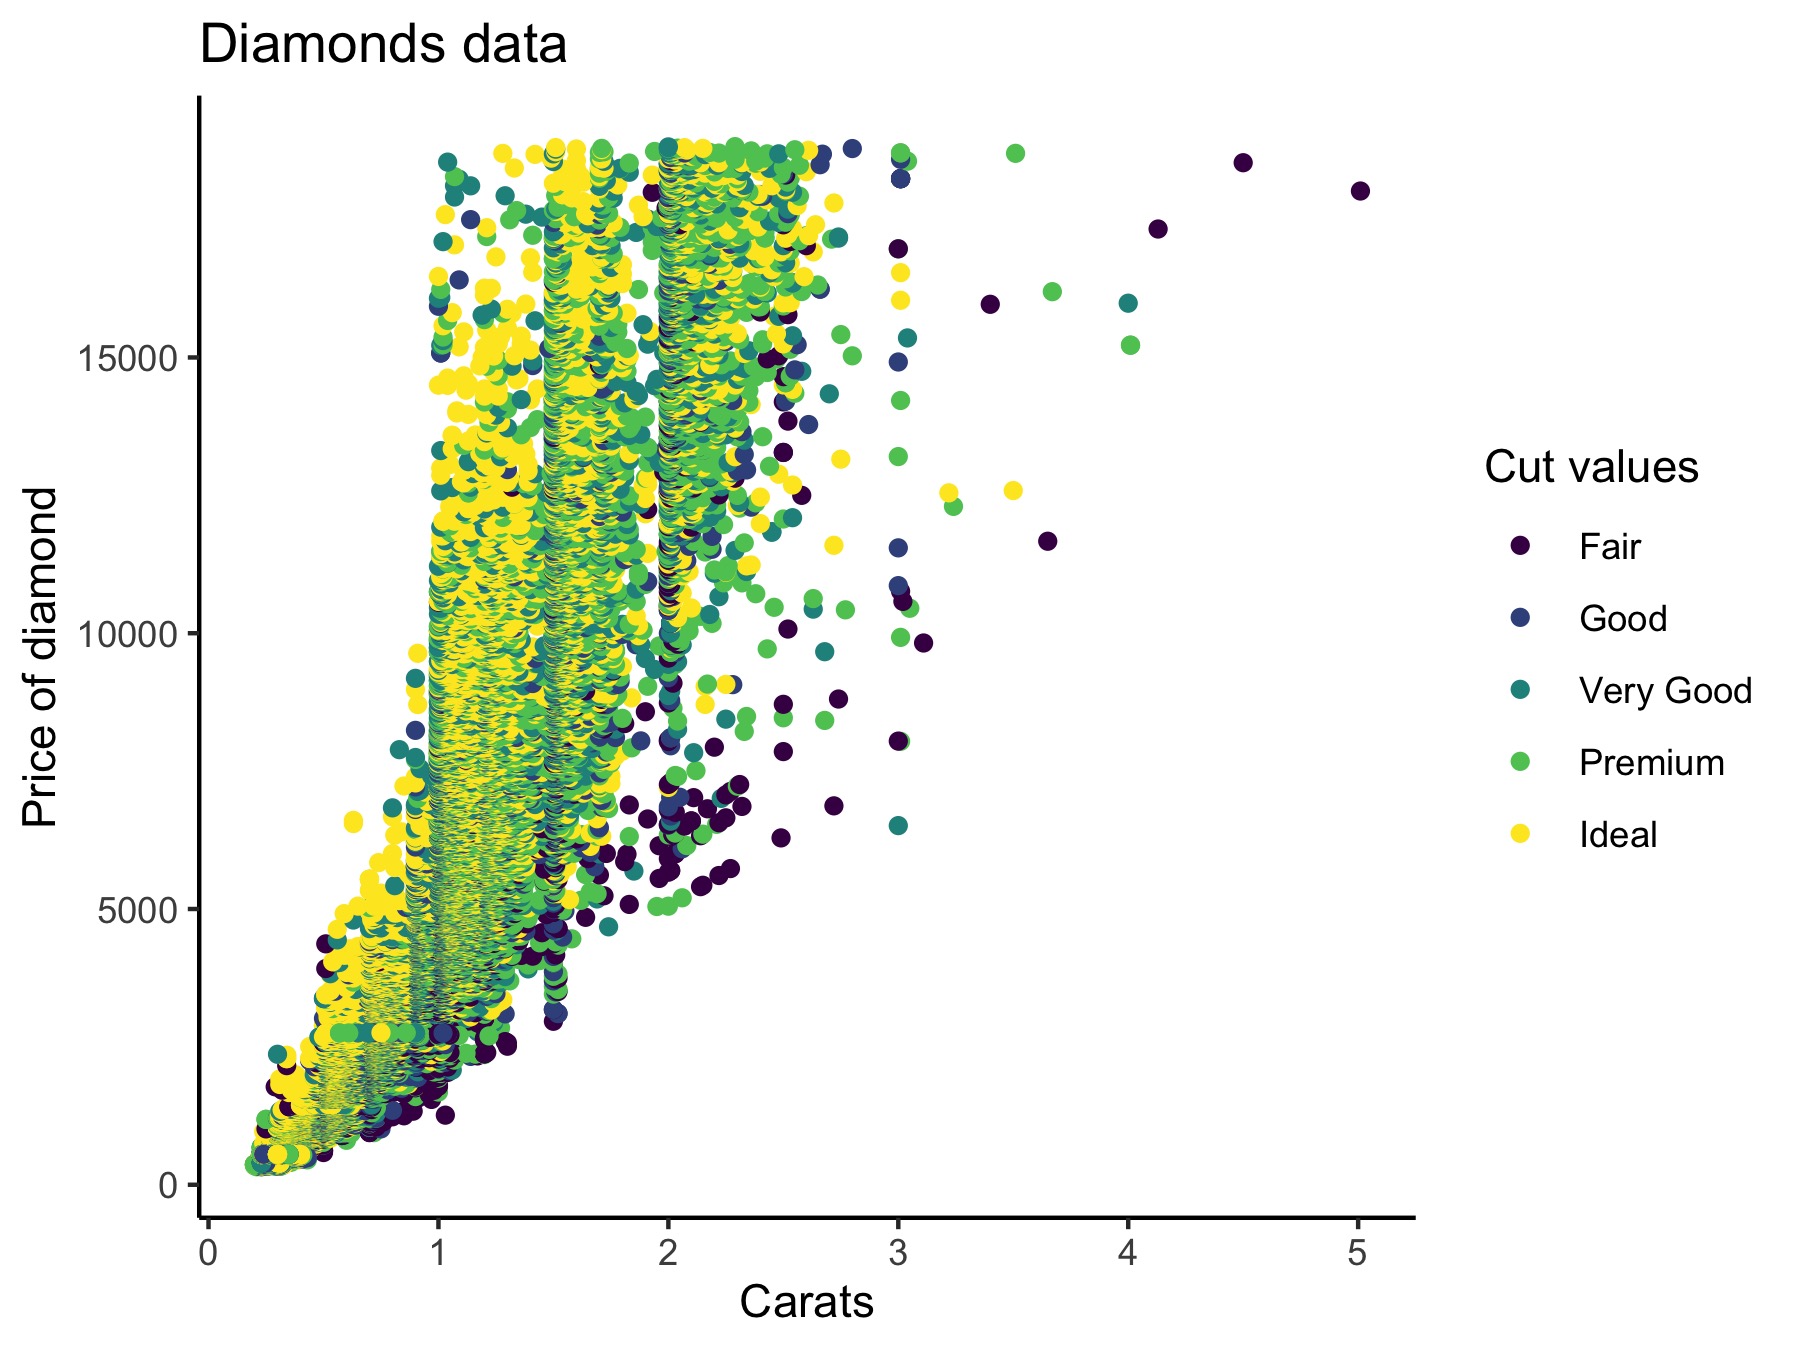 Diamonds data
Price of diamond
15000
10000
5000
0
0 1 2 3 4 5
Carats
Cut values
Fair
Good
Very Good
Premium
Ideal